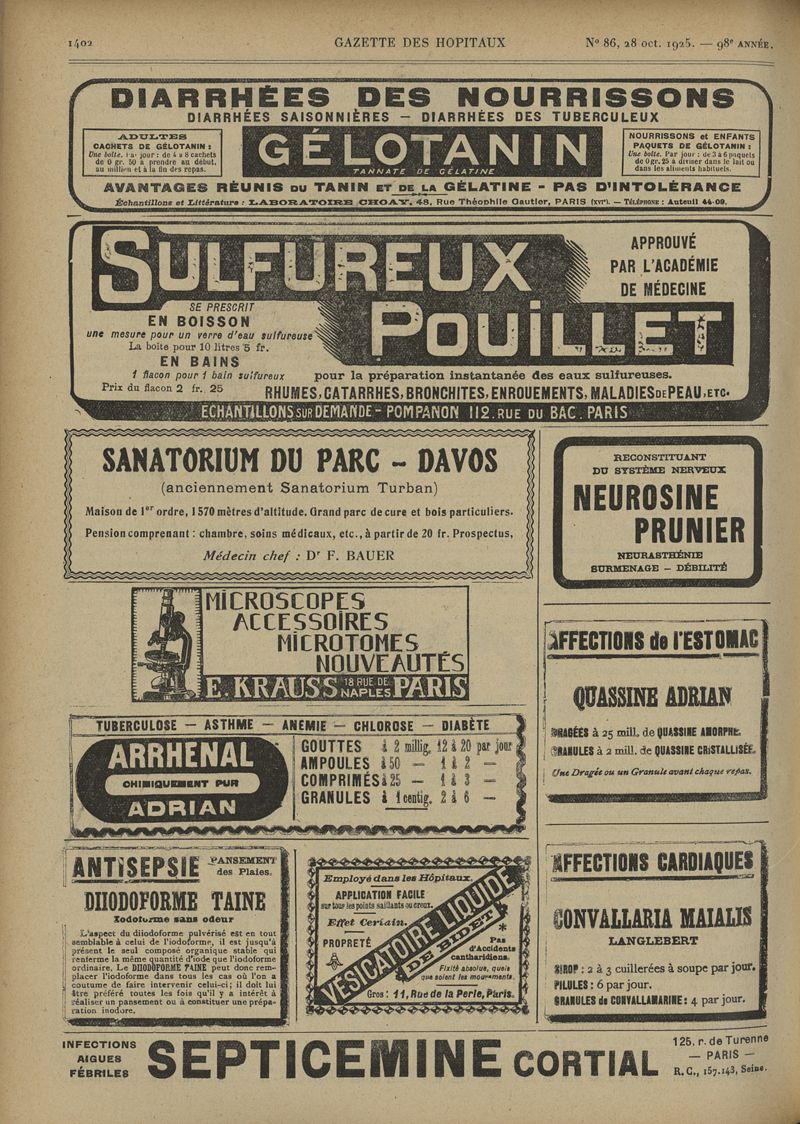 1402
GAZETTE DES HOPITAUX
Nº 86, 28 oct. 1925. — 98e ANNÉE.
DIARRHÉES DES NOURRISSONS
DIARRHÉES SAISONNIÈRES — DIARRHÉES DES TUBERCULEUX
ADULTES
CACHETS DE GÉLOTANIN :
Une boîte. Par jour : de 4 à 8 cachets
de 0 gr. 50 à prendre au début,
au milieu et à la fin des repas.
GÉLOTANIN
TANNATE DE GÉLATINE
NOURRISSONS et ENFANTS
PAQUETS DE GÉLOTANIN :
Une boîte. Par jour : de 3 à 6 paquets
de 0 gr. 25 à diviser dans le lait ou
dans les aliments habituels.
AVANTAGES RÉUNIS DU TANIN ET DE LA GÉLATINE - PAS D'INTOLÉRANCE
Échantillons et Littérature : LABORATOIRE CHOAY, 48, Rue Théophile Gautier, PARIS (XVIe). — TÉLÉPHONE : Auteuil 44-09.
SULFUREUX
POUILLET
APPROUVÉ
PAR L'ACADÉMIE
DE MÉDECINE
SE PRESCRIT
EN BOISSON
une mesure pour un verre d'eau sulfureuse
La boite pour 10 litres 5 fr.
EN BAINS
1 flacon pour 1 bain sulfureux
Prix du flacon 2 fr. 25
pour la préparation instantanée des eaux sulfureuses.
RHUMES, CATARRHES, BRONCHITES, ENROUEMENTS, MALADIES DE PEAU, ETC.
ECHANTILLONS SUR DEMANDE - POMPANON 112. RUE DU BAC. PARIS
SANATORIUM DU PARC - DAVOS
(anciennement Sanatorium Turban)
Maison de 1er ordre, 1570 mètres d'altitude. Grand parc de cure et bois particuliers.
Pension comprenant : chambre, soins médicaux, etc., à partir de 20 fr. Prospectus.
Médecin chef : Dr F. BAUER
RECONSTITUANT
DU SYSTÈME NERVEUX
NEUROSINE
PRUNIER
NEURASTHÉNIE
SURMENAGE - DÉBILITÉ
MICROSCOPES
ACCESSOIRES
MICROTOMES
NOUVEAUTÉS
E. KRAUSS 18 RUE DE NAPLES PARIS
AFFECTIONS de l'ESTOMAC
QUASSINE ADRIAN
DRAGÉES à 25 mill. de QUASSINE AMORPHE.
GRANULES à 2 mill. de QUASSINE CRISTALLISÉE.
Une Dragée ou un Granule avant chaque repas.
TUBERCULOSE — ASTHME — ANEMIE — CHLOROSE — DIABÈTE
ARRHÉNAL
CHIMIQUEMENT PUR
ADRIAN
GOUTTES à 2 millig. 12 à 20 par jour
AMPOULES à 50 — 1 à 2 —
COMPRIMÉS à 25 — 1 à 3 —
GRANULES à 1 centig. 2 à 6 —
ANTISEPSIE PANSEMENT
des Plaies.
DIIODOFORME TAINE
Iodoforme sans odeur
L'aspect du diiodoforme pulvérisé est en tout
semblable à celui de l'iodoforme, il est jusqu'à
présent le seul composé organique stable qui
renferme la même quantité d'iode que l'iodoforme
ordinaire. Le DIIODOFORME TAINE peut donc rem-
placer l'iodoforme dans tous les cas où l'on a
coutume de faire intervenir celui-ci ; il doit lui
être préféré toutes les fois qu'il y a intérêt à
réaliser un pansement ou à constituer une prépa-
ration inodore.
Employé dans les Hôpitaux.
APPLICATION FACILE
sur tous les points saillants ou creux.
Effet Certain.
PROPRETÉ
VÉSICATOIRE LIQUIDE
DE BIDET
Pas
d'Accidents
cantharidiens.
Fixité absolue, quels
que soient les mouvements.
Gros : 11, Rue de la Perle, Paris.
AFFECTIONS CARDIAQUES
CONVALLARIA MAIALIS
LANGLEBERT
SIROP : 2 à 3 cuillerées à soupe par jour.
PILULES : 6 par jour.
GRANULES de CONVALLAMARINE : 4 par jour.
INFECTIONS
AIGUES
FÉBRILES
SEPTICEMINE CORTIAL
125, r. de Turenne
— PARIS —
R. C., 157.143, Seine.